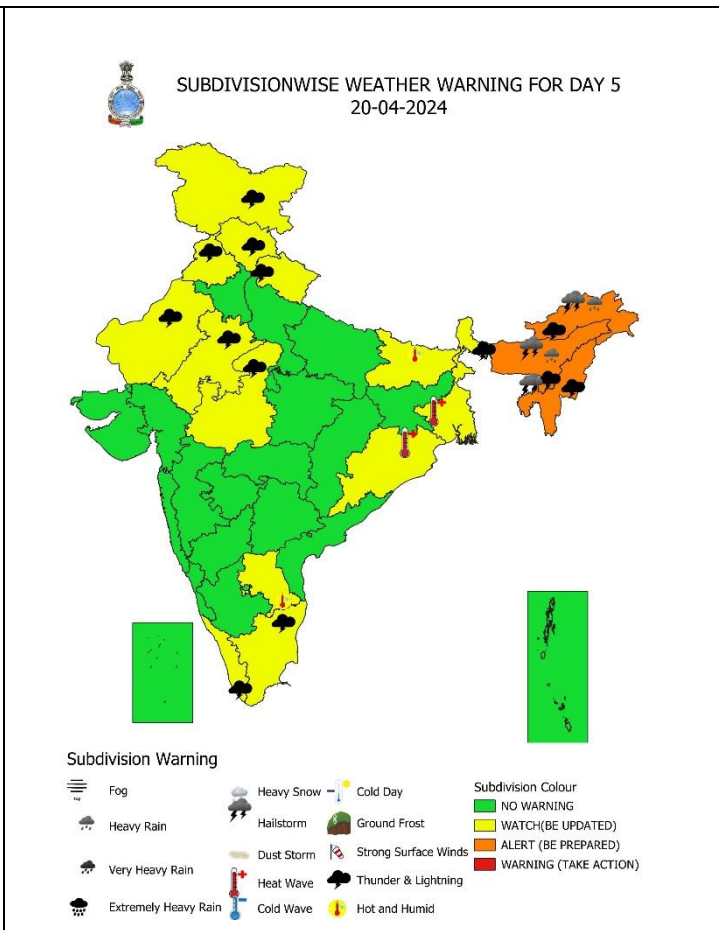 SUBDIVISIONWISE WEATHER WARNING FOR DAY 5
20-04-2024
Subdivision Warning
Fog
Heavy Rain
Very Heavy Rain
Extremely Heavy Rain
Heavy Snow
Hailstorm
Dust Storm
Heat Wave
Cold Wave
Cold Day
Ground Frost
Strong Surface Winds
Thunder & Lightning
Hot and Humid
Subdivision Colour
NO WARNING
WATCH(BE UPDATED)
ALERT (BE PREPARED)
WARNING (TAKE ACTION)